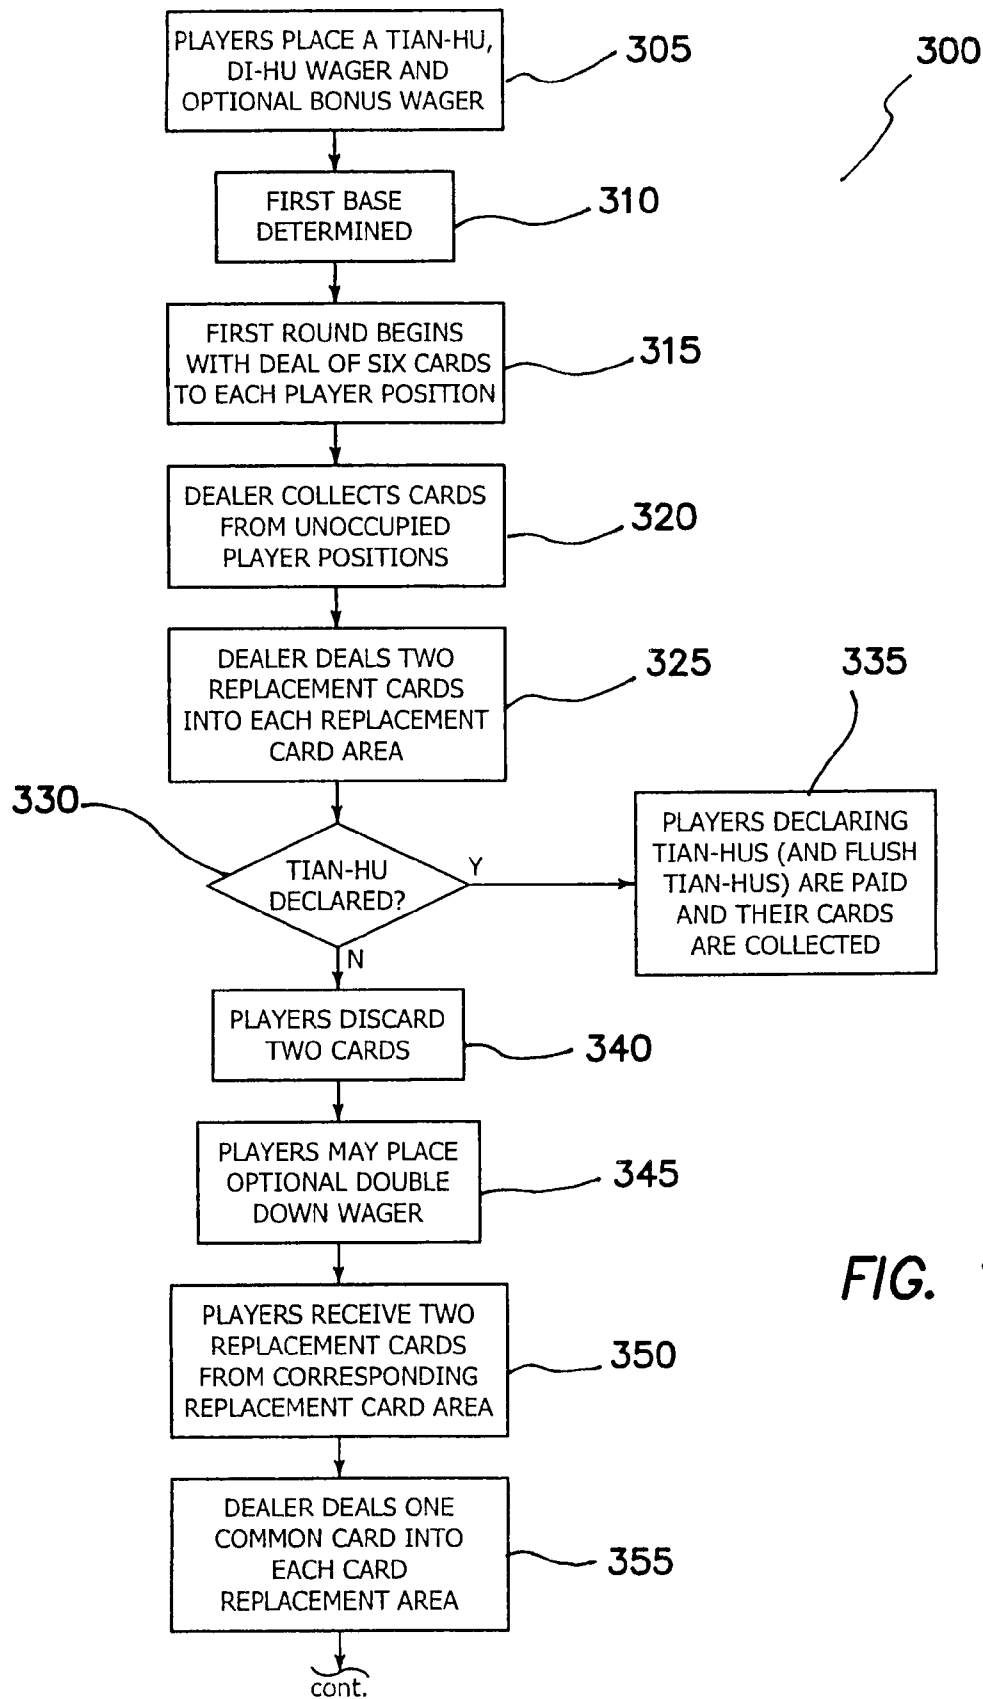 PLAYERS PLACE A TIAN-HU,
DI-HU WAGER AND
OPTIONAL BONUS WAGER
305
300
FIRST BASE
DETERMINED
310
FIRST ROUND BEGINS
WITH DEAL OF SIX CARDS
TO EACH PLAYER POSITION
315
DEALER COLLECTS CARDS
FROM UNOCCUPIED
PLAYER POSITIONS
320
DEALER DEALS TWO
REPLACEMENT CARDS
INTO EACH REPLACEMENT
CARD AREA
325
335
330
TIAN-HU
DECLARED?
Y
N
PLAYERS DECLARING
TIAN-HUS (AND FLUSH
TIAN-HUS) ARE PAID
AND THEIR CARDS
ARE COLLECTED
PLAYERS DISCARD
TWO CARDS
340
PLAYERS MAY PLACE
OPTIONAL DOUBLE
DOWN WAGER
345
FIG.
PLAYERS RECEIVE TWO
REPLACEMENT CARDS
FROM CORRESPONDING
REPLACEMENT CARD AREA
350
DEALER DEALS ONE
COMMON CARD INTO
EACH CARD
REPLACEMENT AREA
355
cont.